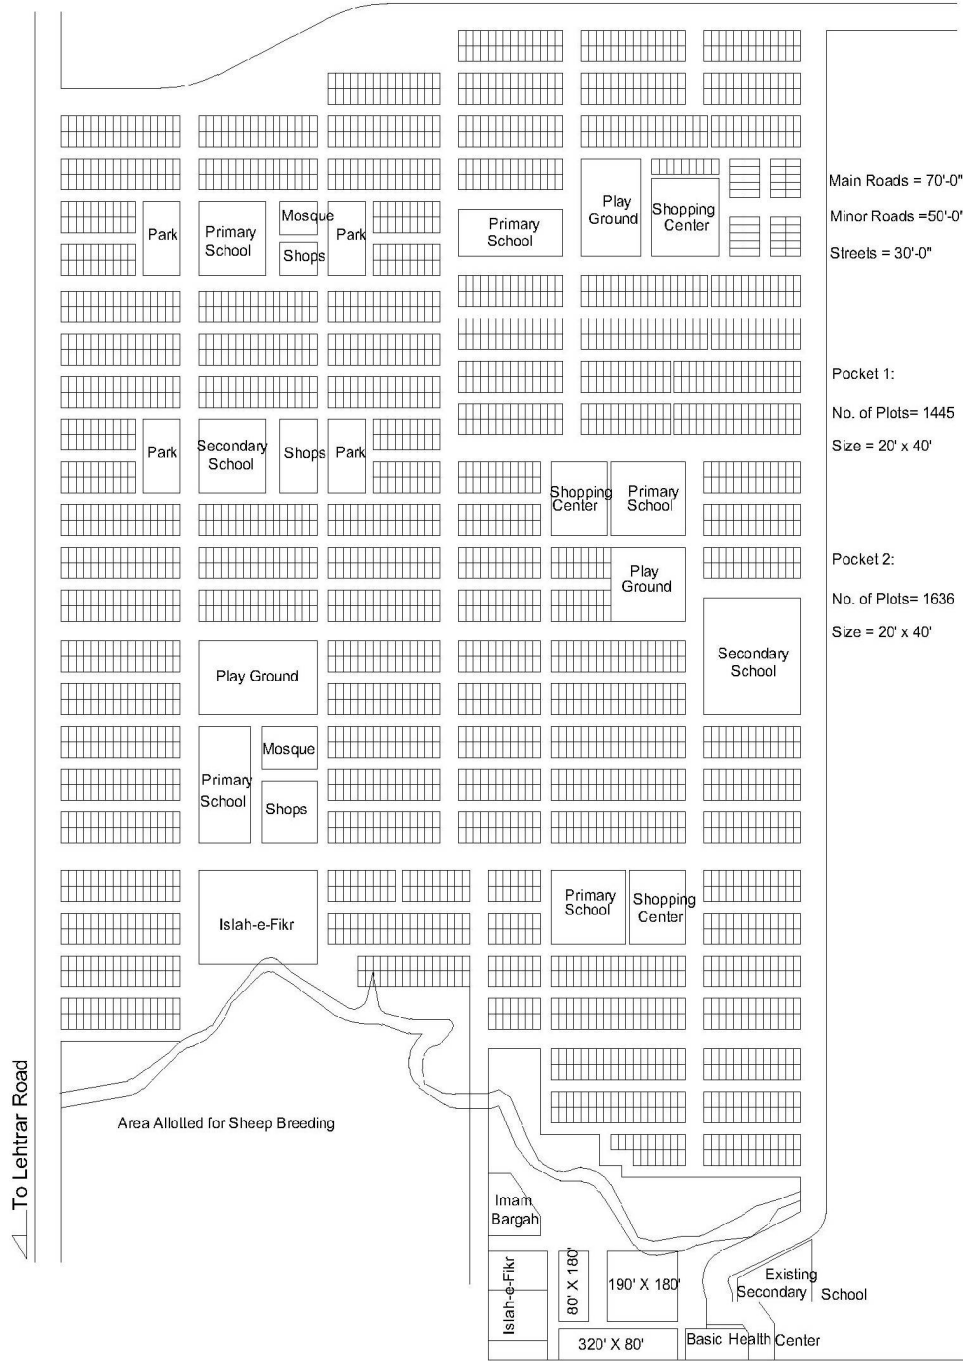 Main Roads = 70'-0"
Play
Ground
Mosque
Shopping
Center
Minor Roads =50'-0"
Park
Primary
School
Park
Primary
School
Shops
Streets = 30'-0"
Pocket 1:
No. of Plots= 1445
Size = 20' x 40'
Park
Secondary
School
Shops
Park
Shopping
Center
Primary
School
Pocket 2:
Play
Ground
No. of Plots= 1636
Size = 20' x 40'
Secondary
School
Play Ground
Mosque
Primary
School
Shops
Primary
School
Shopping
Center
Islah-e-Fikr
To Lehtrar Road
Area Allolled for Sheep Breeding
Imam
Bargah
Islah-e-Fikr
80' X 180'
190' X 180'
320' X 80'
Existing
Secondary School
Basic Health Center